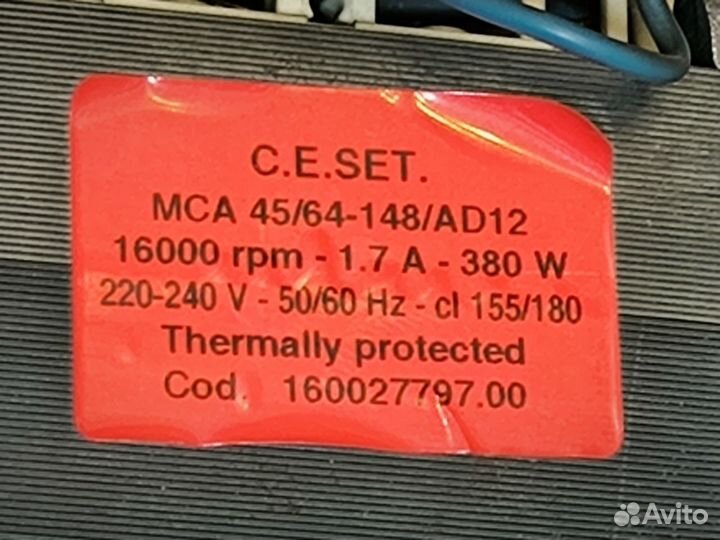 C.E.SET.
MCA 45/64-148/AD12
16000 rpm - 1.7 A - 380 W
220-240 V - 50/60 Hz - cl 155/180
Thermally protected
Cod. 160027797.00
Avito